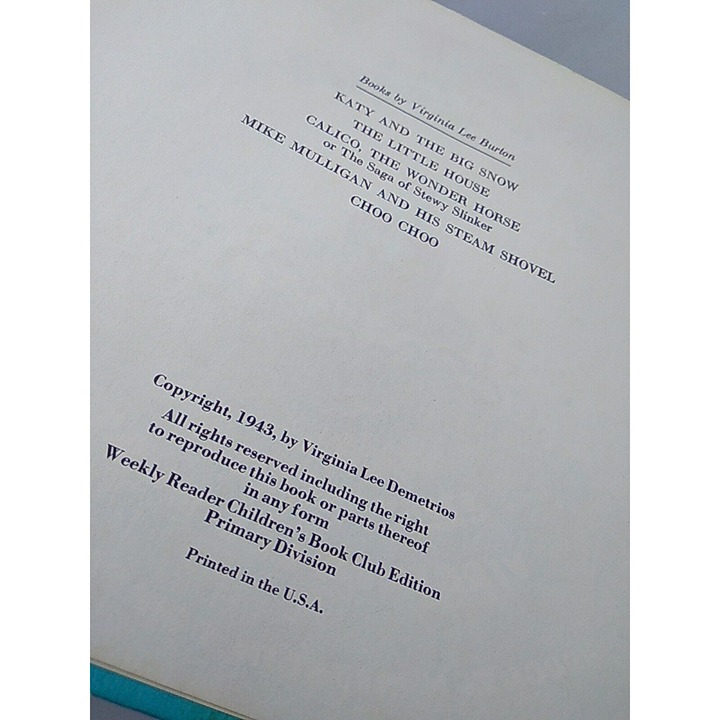 Books by Virginia Lee Burton
KATY AND THE BIG SNOW
THE LITTLE HOUSE
CALICO, THE WONDER HORSE
or The Saga of Stewy Slinker
MIKE MULLIGAN AND HIS STEAM SHOVEL
CHOO CHOO
Copyright, 1943, by Virginia Lee Demetrios
All rights reserved including the right
to reproduce this book or parts thereof
in any form
Weekly Reader Children's Book Club Edition
Primary Division
Printed in the U.S.A.